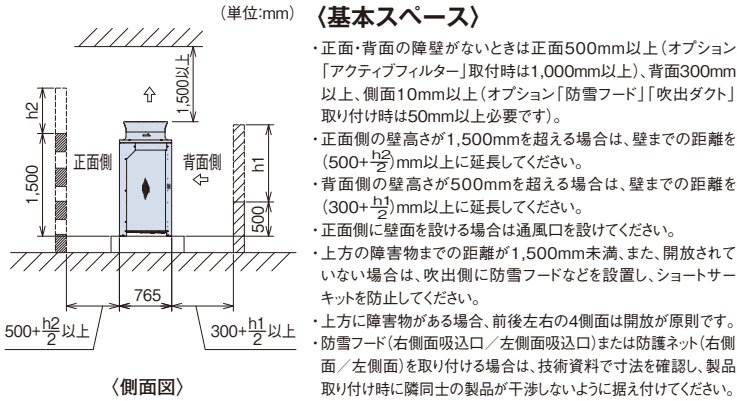 (単位:mm)
1,500以上
h2
1,500
正面側
背面側
h1
500
765
500+h2/2以上
300+h1/2以上
〈側面図〉
〈基本スペース〉
・正面・背面の障壁がないときは正面500mm以上(オプション
「アクティブフィルター」取付時は1,000mm以上)、背面300mm
以上、側面10mm以上(オプション「防雪フード」「吹出ダクト」
取り付け時は50mm以上必要です)。
・正面側の壁高さが1,500mmを超える場合は、壁までの距離を
(500+h2/2)mm以上に延長してください。
・背面側の壁高さが500mmを超える場合は、壁までの距離を
(300+h1/2)mm以上に延長してください。
・正面側に壁面を設ける場合は通風口を設けてください。
・上方の障害物までの距離が1,500mm未満、また、開放されて
いない場合は、吹出側に防雪フードなどを設置し、ショートサー
キットを防止してください。
・上方に障害物がある場合、前後左右の4側面は開放が原則です。
・防雪フード(右側面吸込口/左側面吸込口)または防護ネット(右側
面/左側面)を取り付ける場合は、技術資料で寸法を確認し、製品
取り付け時に隣同士の製品が干渉しないように据え付けてください。